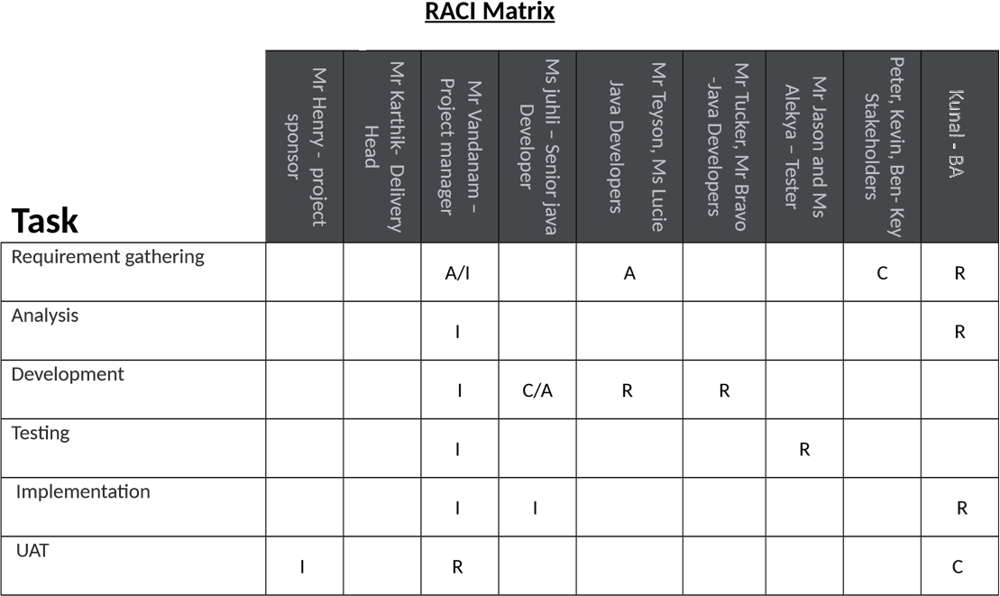 RACI Matrix
Task
Mr Henry - project
sponsor
Mr Karthik- Delivery
Head
Mr Vandanam –
Project manager
Ms juhli – Senior java
Developer
Mr Teyson, Ms Lucie
Java Developers
Mr Tucker, Mr Bravo
-Java Developers
Mr Jason and Ms
Alekya – Tester
Peter, Kevin, Ben- Key
Stakeholders
Kunal - BA
Requirement gathering A/I A C R
Analysis I R
Development I C/A R R
Testing I R
Implementation I I R
UAT I R C